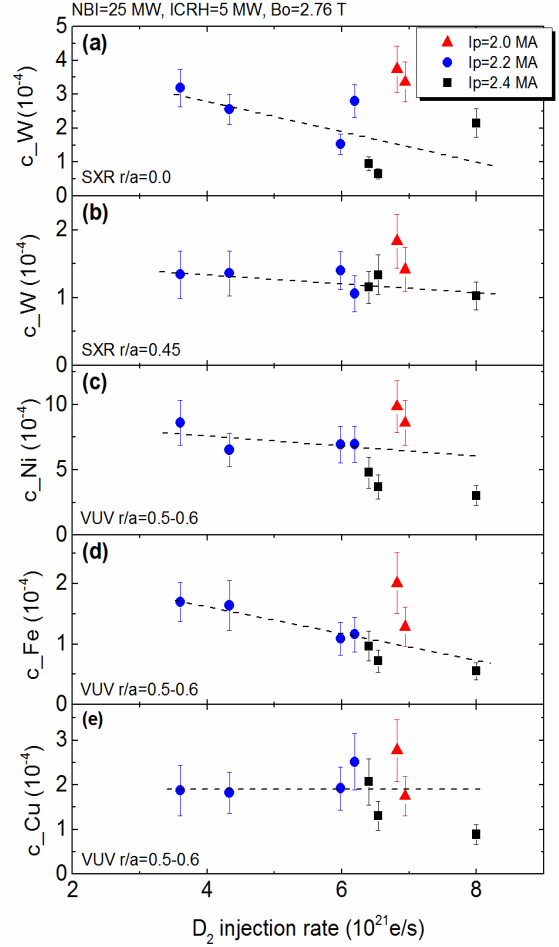 NBI=25 MW, ICRH=5 MW, Bo=2.76 T
(a)
Ip=2.0 MA
Ip=2.2 MA
Ip=2.4 MA
5
4
3
2
1
0
c_W (10⁻⁴)
SXR r/a=0.0
(b)
2
1
0
c_W (10⁻⁴)
SXR r/a=0.45
(c)
10
5
0
c_Ni (10⁻⁴)
VUV r/a=0.5-0.6
(d)
2
1
0
c_Fe (10⁻⁴)
VUV r/a=0.5-0.6
(e)
3
2
1
0
c_Cu (10⁻⁴)
VUV r/a=0.5-0.6
2 4 6 8
D₂ injection rate (10²¹e/s)